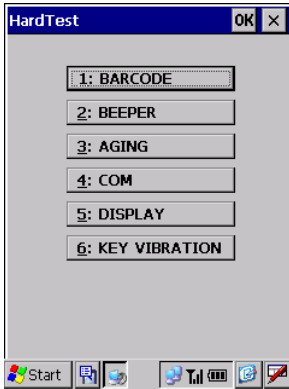 HardTest OK ×
1: BARCODE
2: BEEPER
3: AGING
4: COM
5: DISPLAY
6: KEY VIBRATION
Start